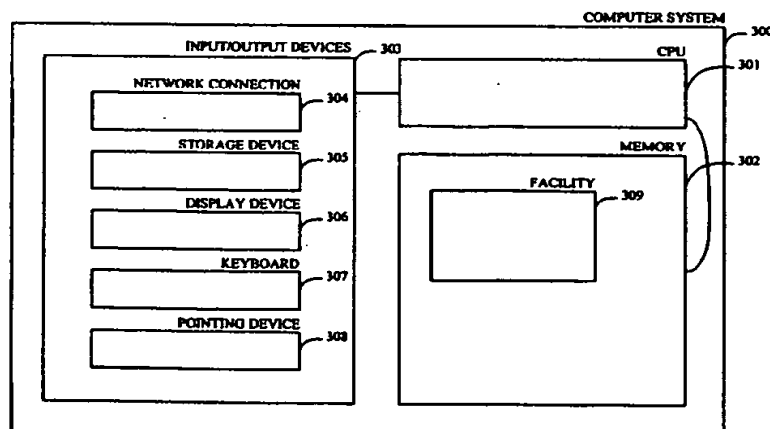 COMPUTER SYSTEM
300
INPUT/OUTPUT DEVICES
303
CPU
301
NETWORK CONNECTION
304
STORAGE DEVICE
305
MEMORY
302
DISPLAY DEVICE
306
FACILITY
309
KEYBOARD
307
POINTING DEVICE
308